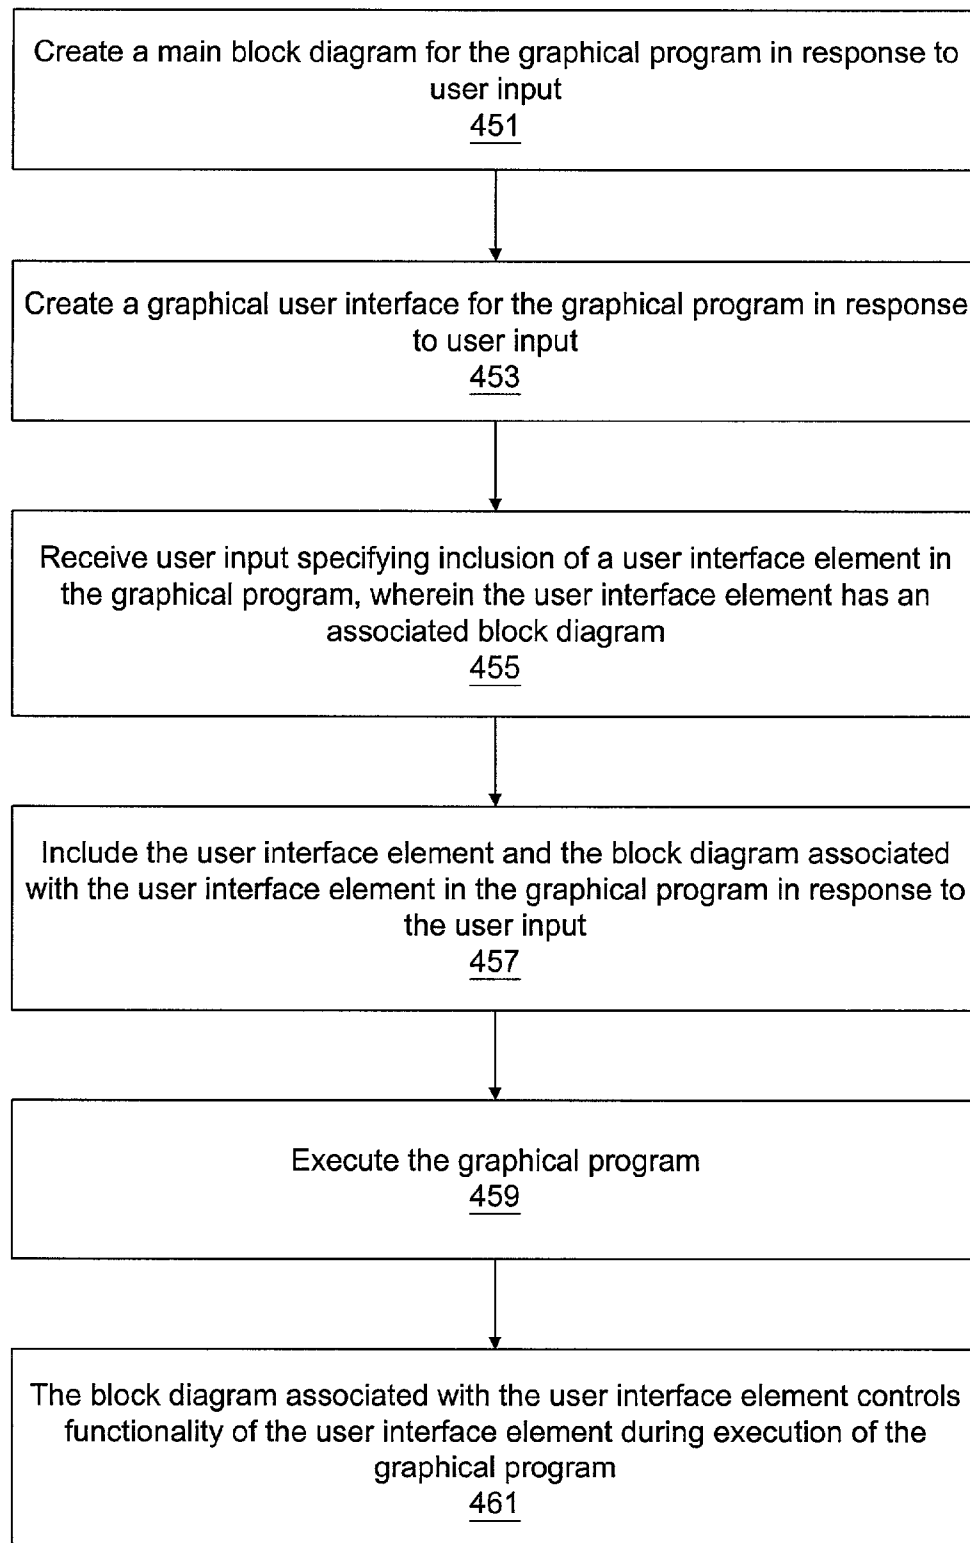 Create a main block diagram for the graphical program in response to
user input
451
Create a graphical user interface for the graphical program in response
to user input
453
Receive user input specifying inclusion of a user interface element in
the graphical program, wherein the user interface element has an
associated block diagram
455
Include the user interface element and the block diagram associated
with the user interface element in the graphical program in response to
the user input
457
Execute the graphical program
459
The block diagram associated with the user interface element controls
functionality of the user interface element during execution of the
graphical program
461